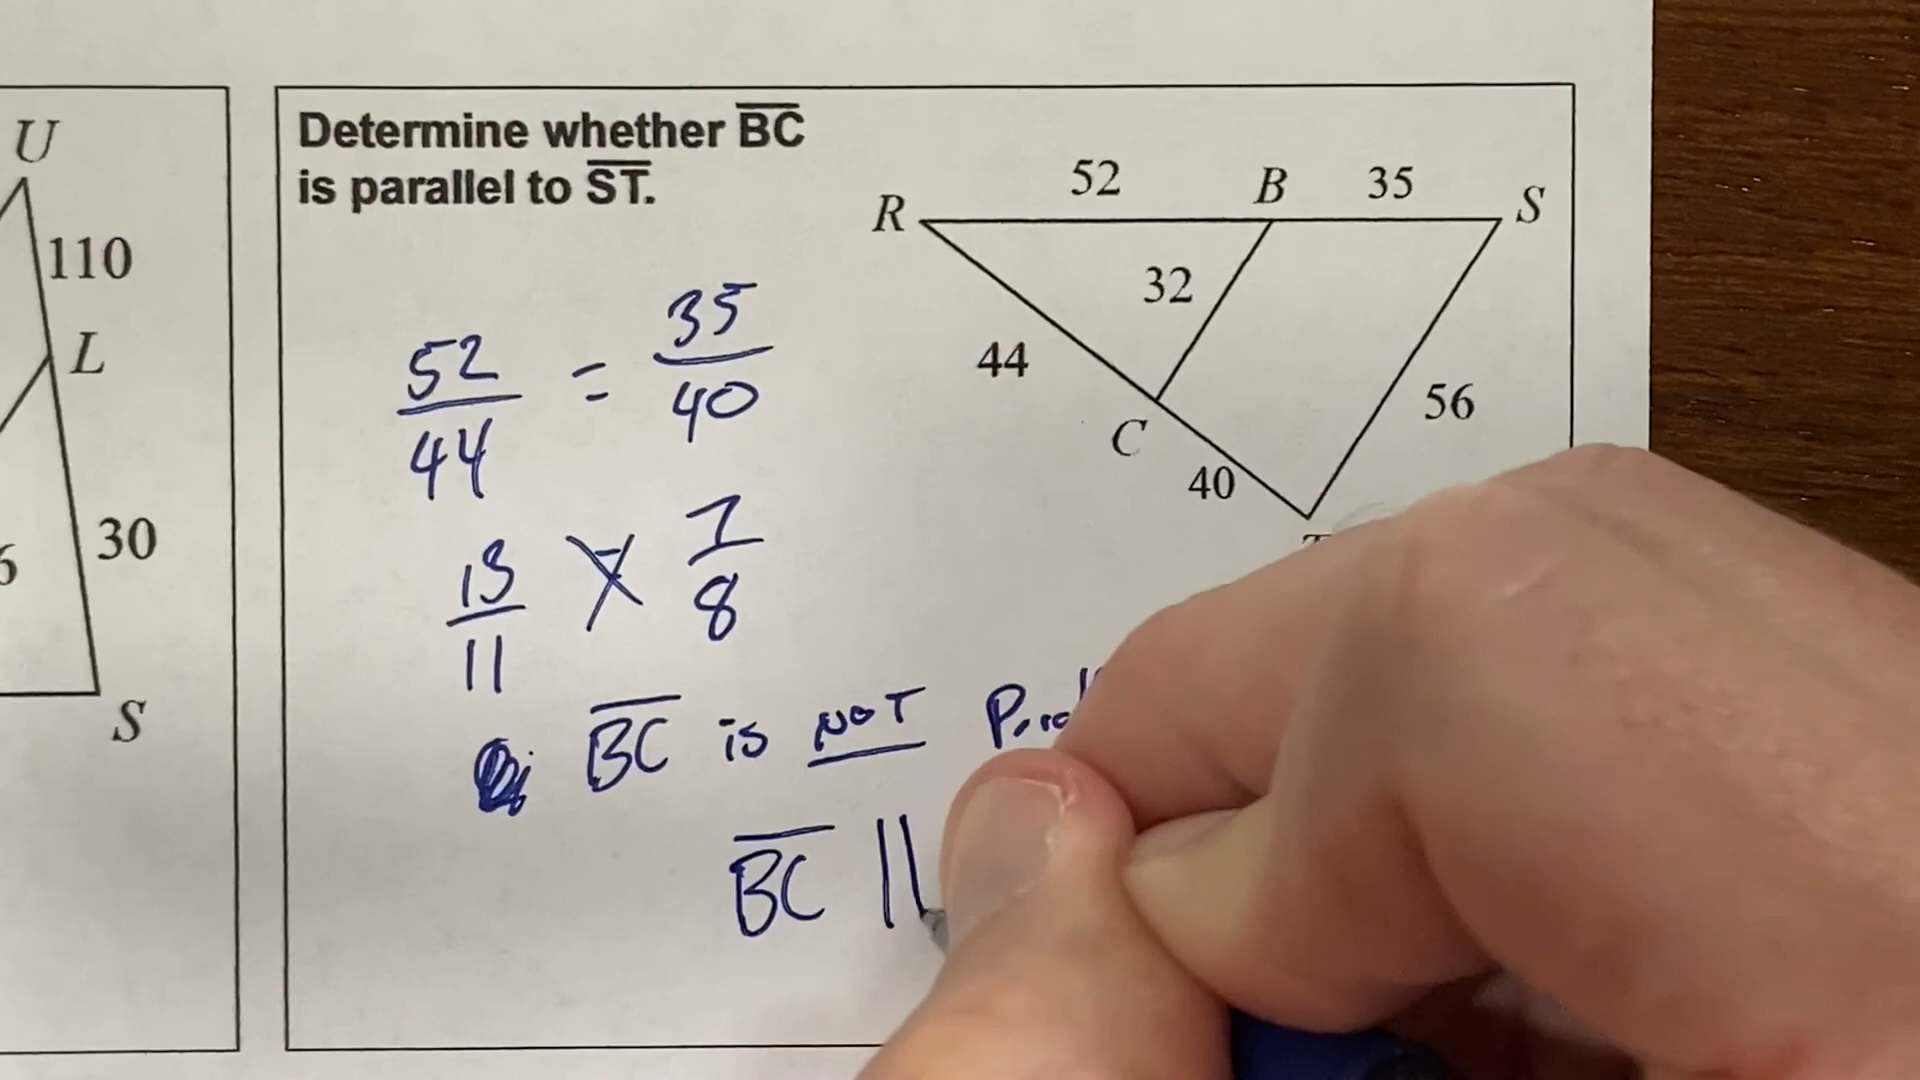 U
110
L
30
S
Determine whether BC
is parallel to ST.
R
52
B
35
S
32
44
C
40
56
52/44 = 35/40
13/11 7/8
BC is NOT
BC ||